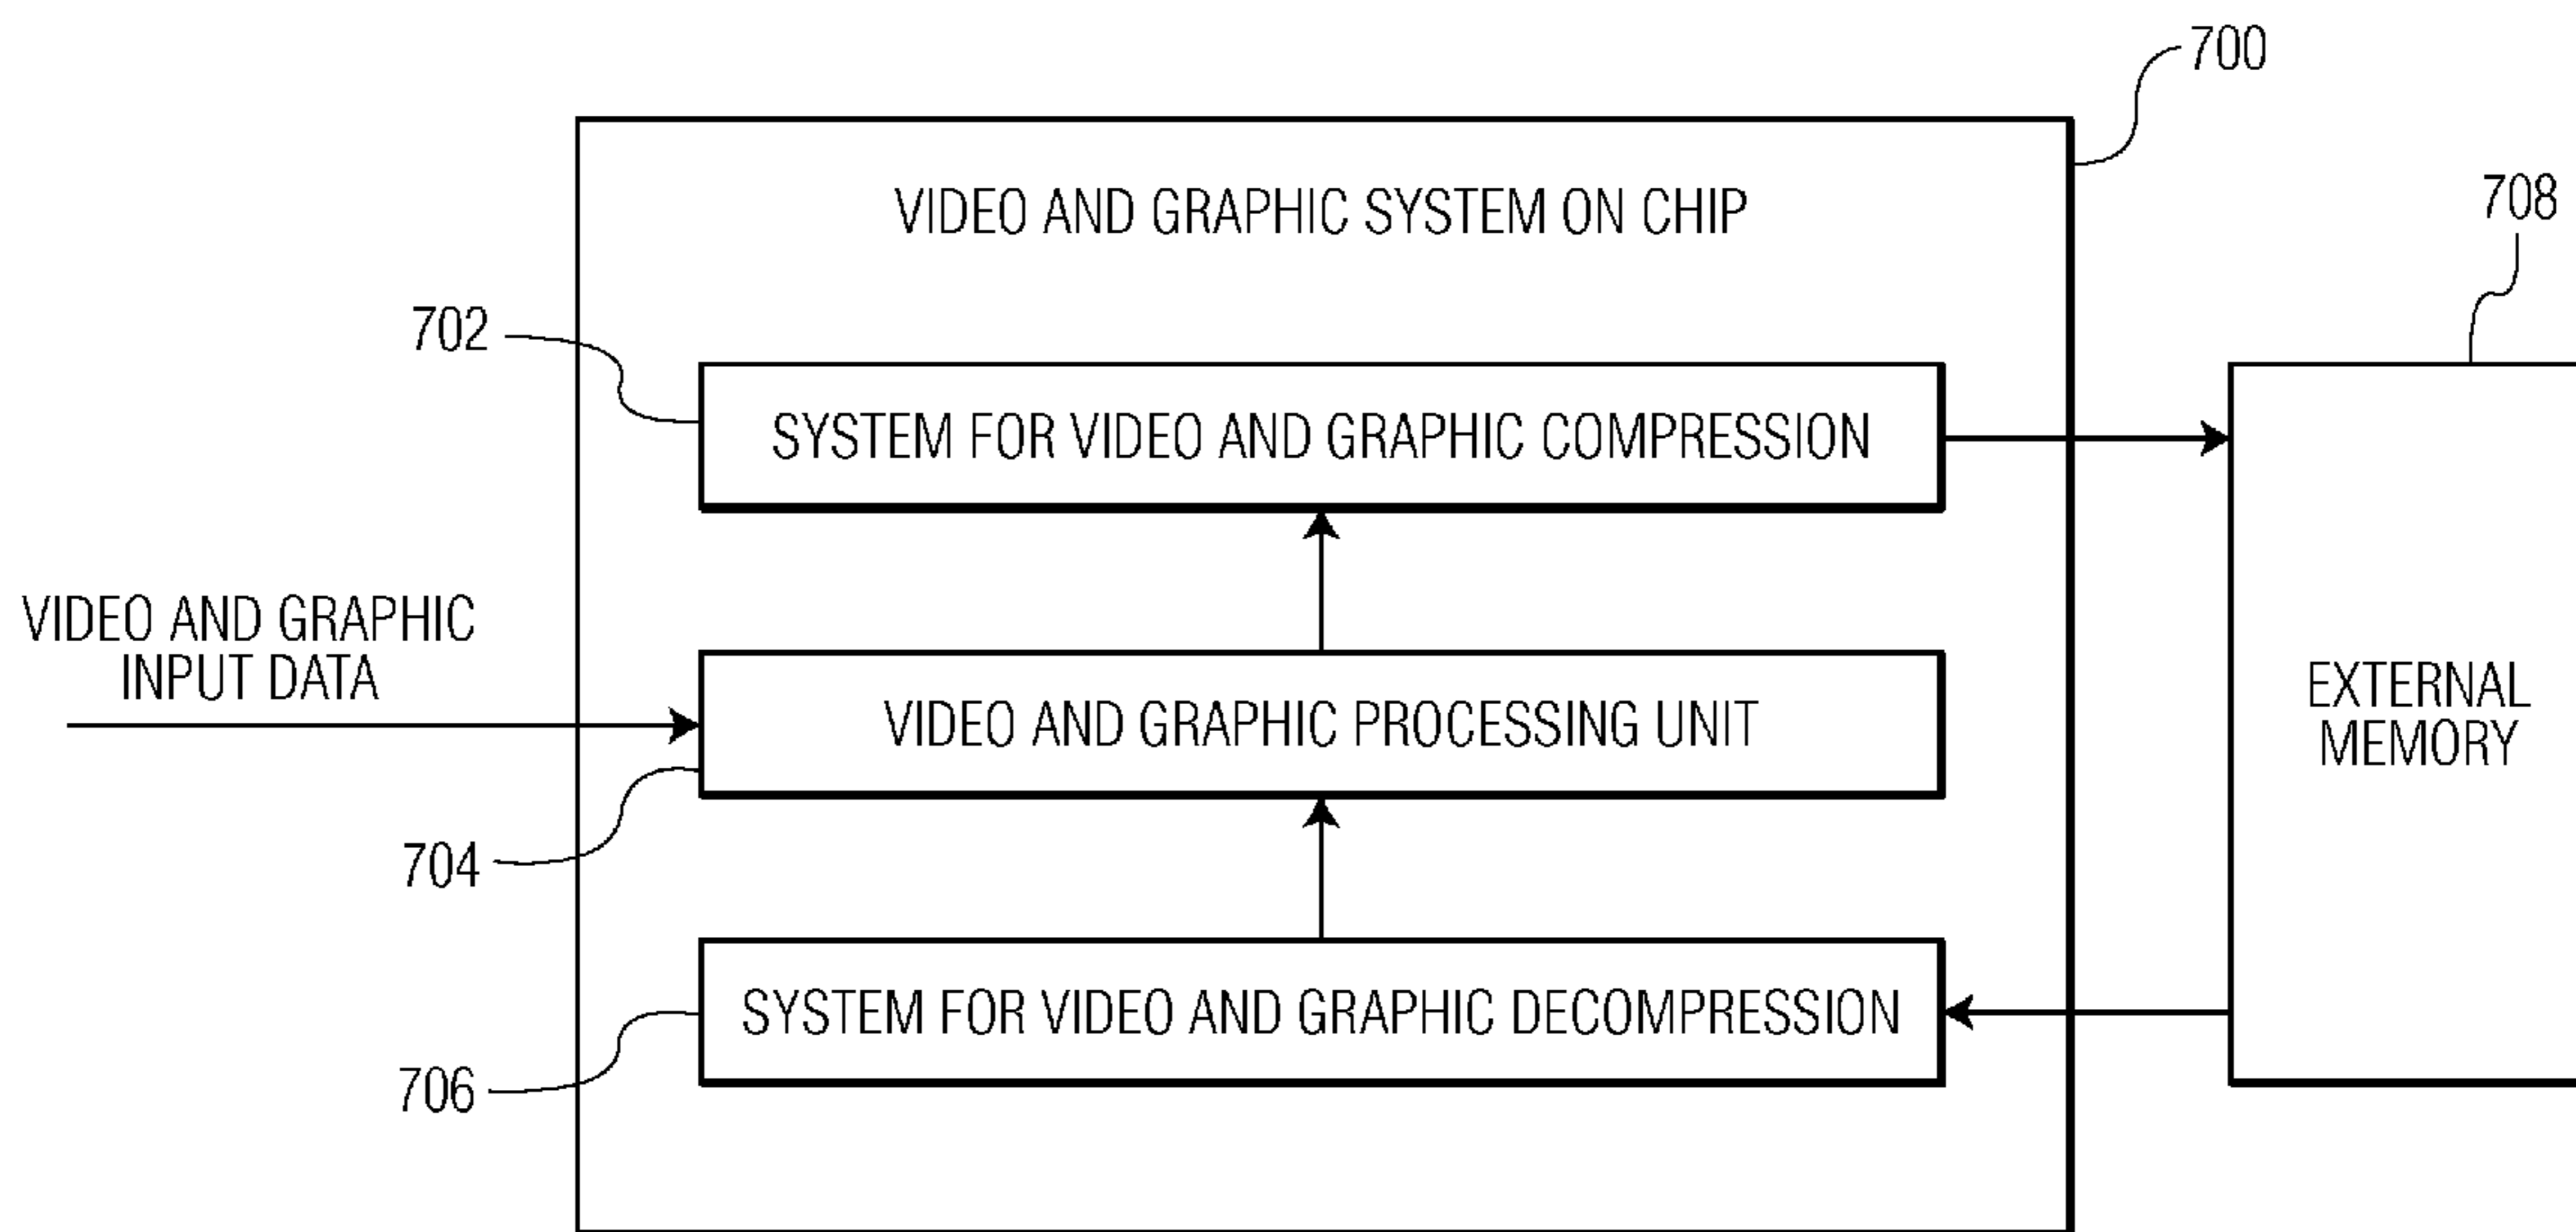 700
VIDEO AND GRAPHIC SYSTEM ON CHIP
708
702
SYSTEM FOR VIDEO AND GRAPHIC COMPRESSION
VIDEO AND GRAPHIC
INPUT DATA
VIDEO AND GRAPHIC PROCESSING UNIT
EXTERNAL
MEMORY
704
SYSTEM FOR VIDEO AND GRAPHIC DECOMPRESSION
706